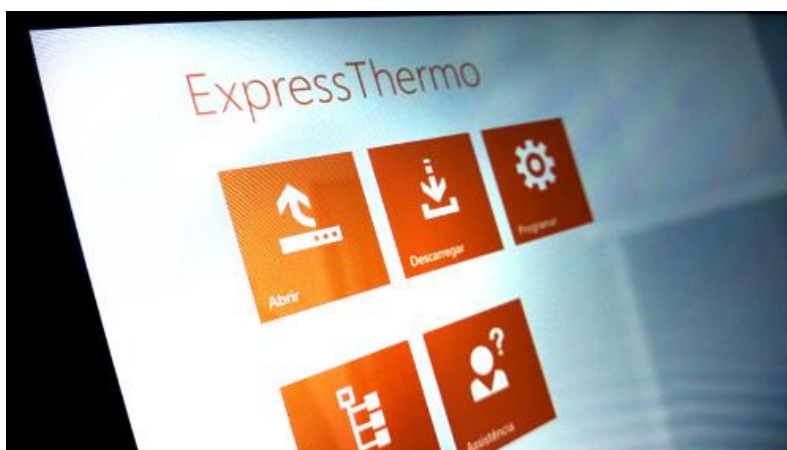 ExpressThermo
Abrir
Descarregar
Programar
Assistência